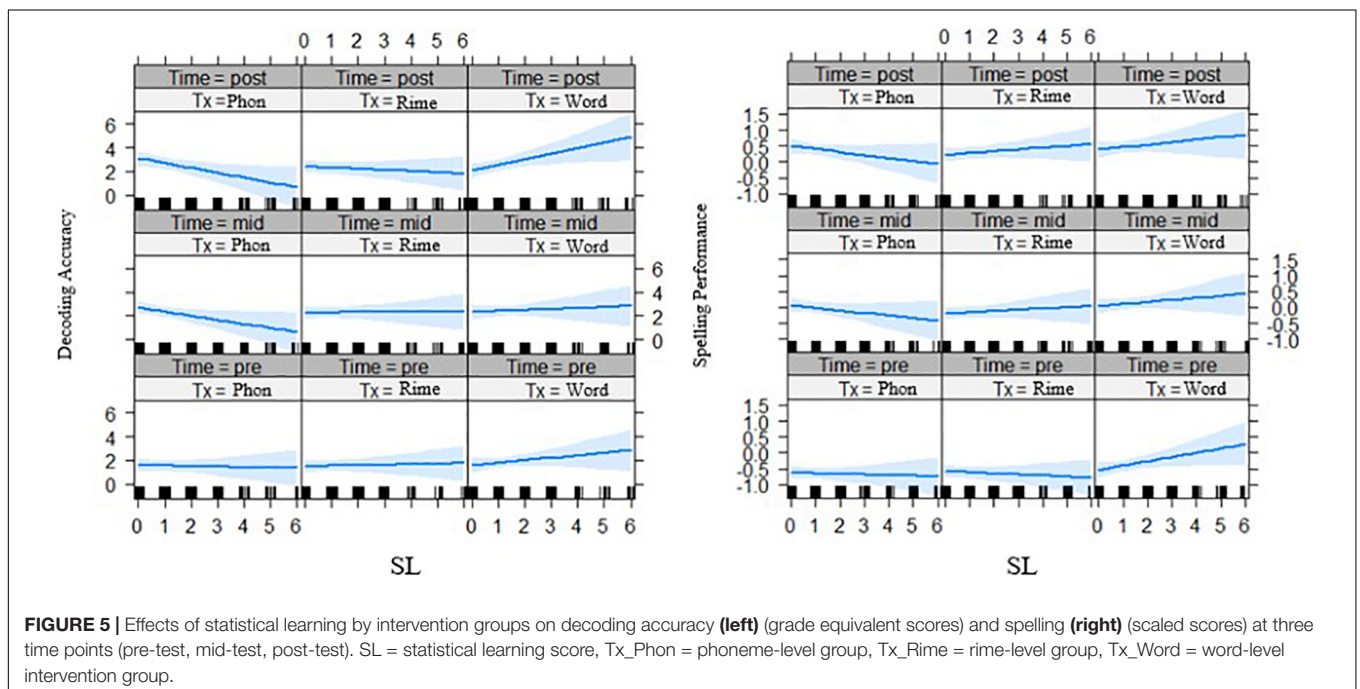 0 1 2 3 4 5 6
Time = post Time = post Time = post
Tx = Phon Tx = Rime Tx = Word
6
4
2
0
Time = mid Time = mid Time = mid
Tx = Phon Tx = Rime Tx = Word
6
4
2
0
Time = pre Time = pre Time = pre
Tx = Phon Tx = Rime Tx = Word
6
4
2
0
0 1 2 3 4 5 6 0 1 2 3 4 5 6
Decoding Accuracy
SL
0 1 2 3 4 5 6
Time = post Time = post Time = post
Tx = Phon Tx = Rime Tx = Word
1.5
1.0
0.5
0.0
-0.5
-1.0
Time = mid Time = mid Time = mid
Tx = Phon Tx = Rime Tx = Word
1.5
1.0
0.5
0.0
-0.5
-1.0
Time = pre Time = pre Time = pre
Tx = Phon Tx = Rime Tx = Word
1.5
1.0
0.5
0.0
-0.5
-1.0
0 1 2 3 4 5 6 0 1 2 3 4 5 6
Spelling Performance
SL
FIGURE 5 | Effects of statistical learning by intervention groups on decoding accuracy (left) (grade equivalent scores) and spelling (right) (scaled scores) at three
time points (pre-test, mid-test, post-test). SL = statistical learning score, Tx_Phon = phoneme-level group, Tx_Rime = rime-level group, Tx_Word = word-level
intervention group.